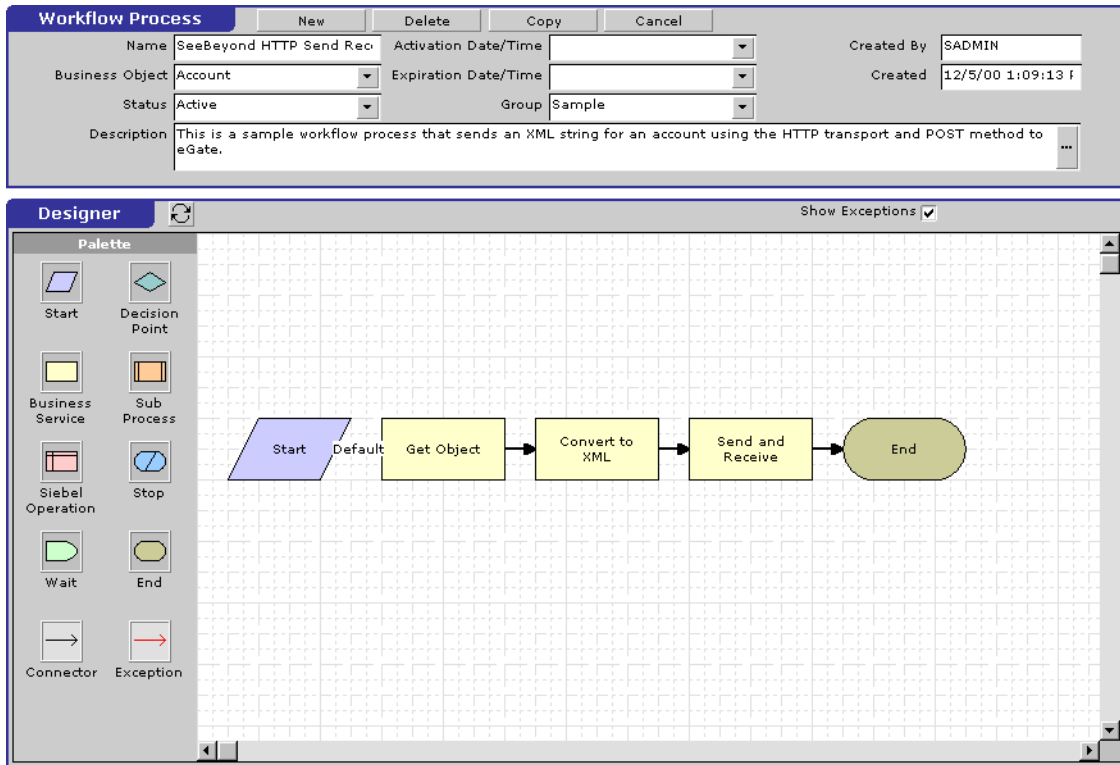 Workflow Process New Delete Copy Cancel
Name SeeBeyond HTTP Send Rec Activation Date/Time Created By SADMIN
Business Object Account Expiration Date/Time Created 12/5/00 1:09:13
Status Active Group Sample
Description This is a sample workflow process that sends an XML string for an account using the HTTP transport and POST method to
eGate.
...
Designer Show Exceptions
Palette
Start Decision
Point
Business Sub
Service Process
Siebel Stop
Operation
Wait End
Connector Exception
Start Default Get Object Convert to
XML Send and
Receive End